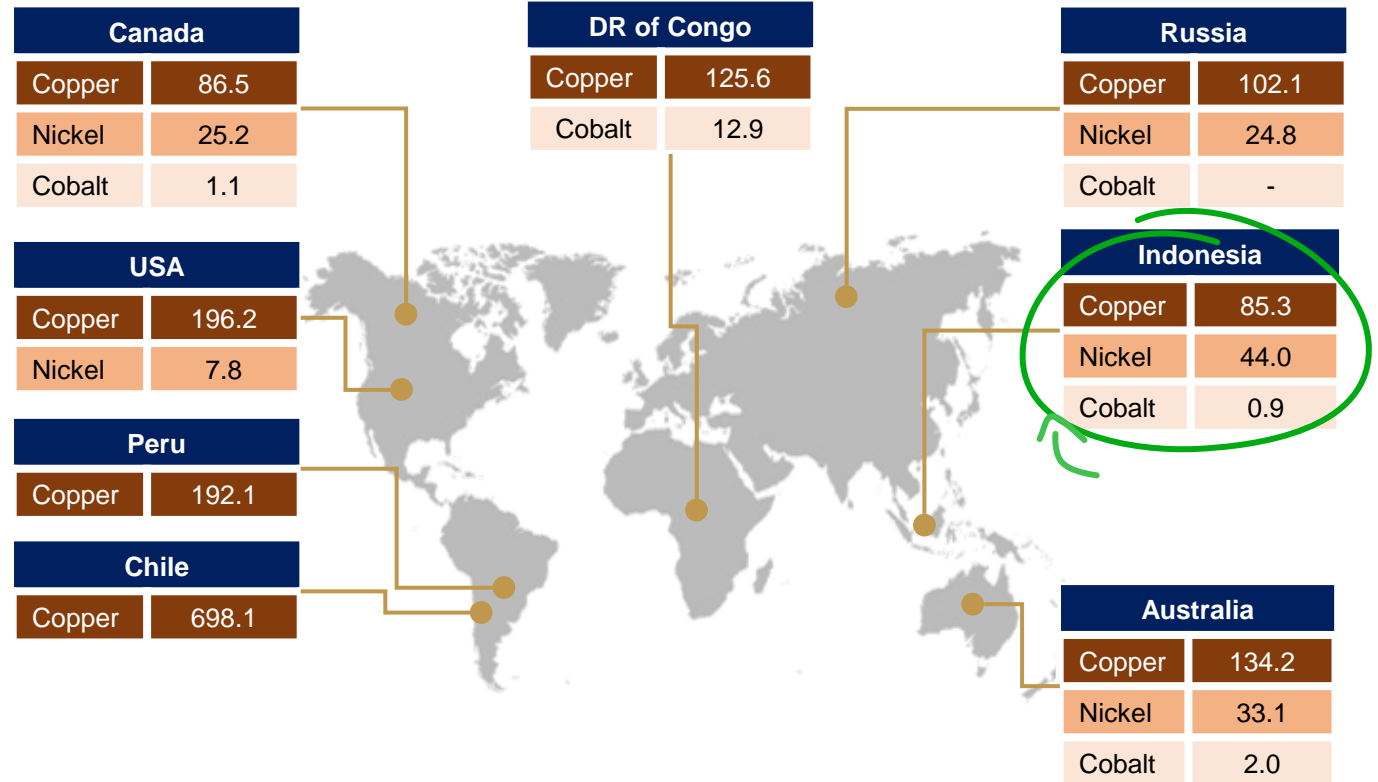 Canada
Copper 86.5
Nickel 25.2
Cobalt 1.1
USA
Copper 196.2
Nickel 7.8
Peru
Copper 192.1
Chile
Copper 698.1
DR of Congo
Copper 125.6
Cobalt 12.9
Russia
Copper 102.1
Nickel 24.8
Cobalt -
Indonesia
Copper 85.3
Nickel 44.0
Cobalt 0.9
Australia
Copper 134.2
Nickel 33.1
Cobalt 2.0